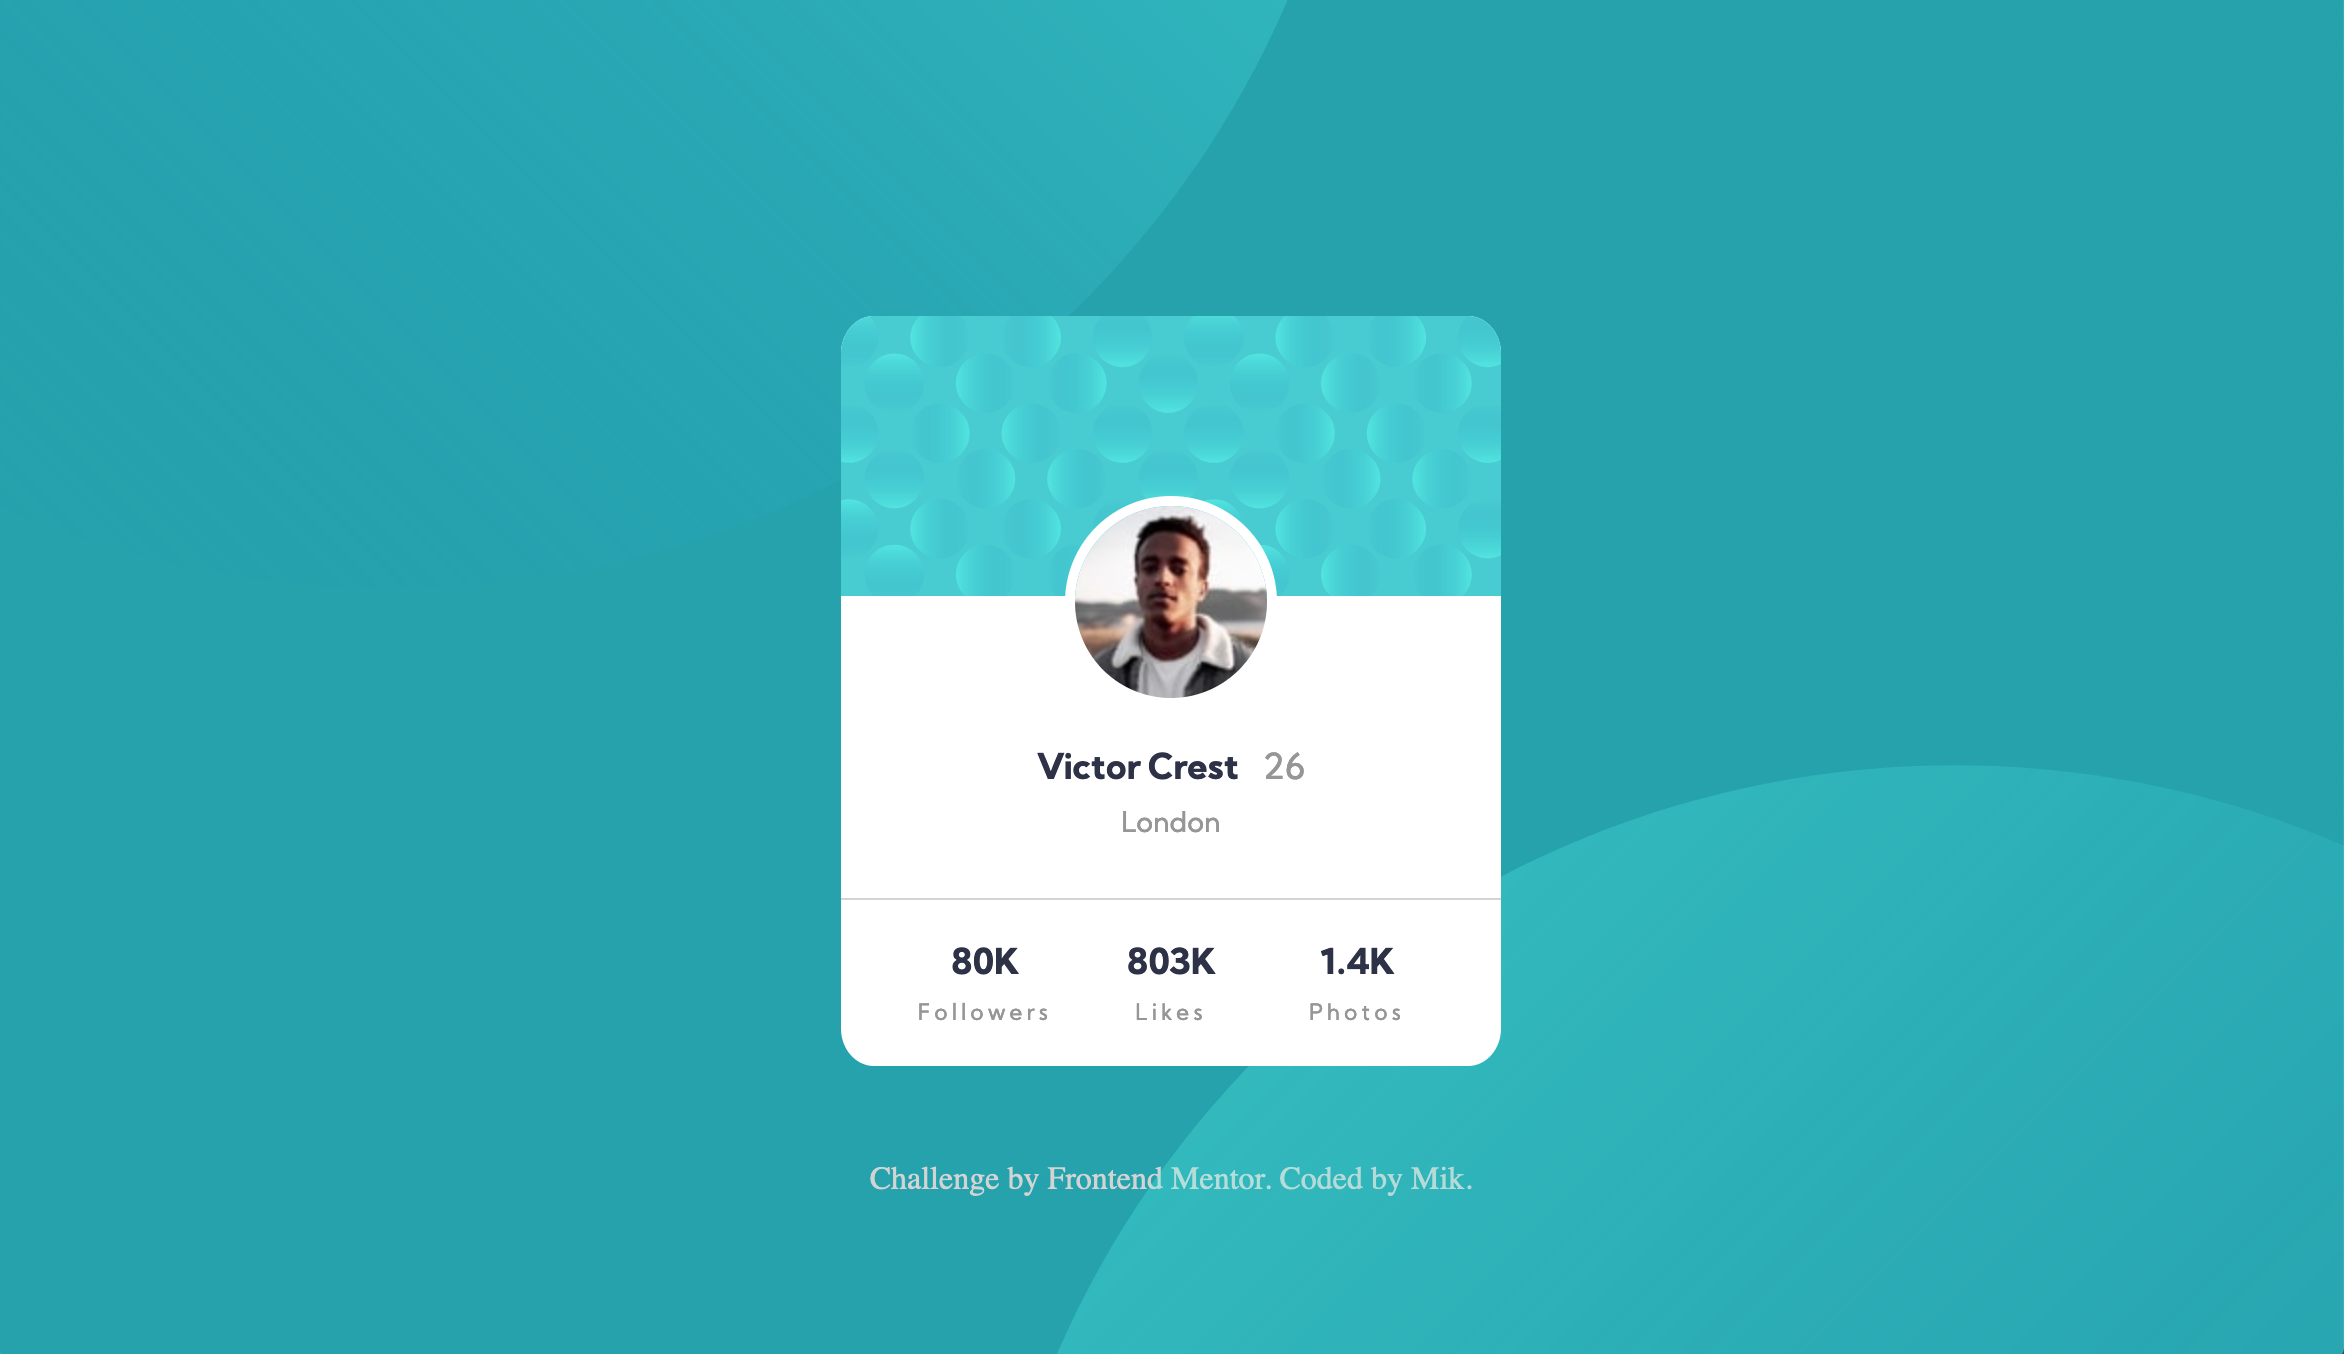 Victor Crest 26
London
80K 803K 1.4K
Followers Likes Photos
Challenge by Frontend Mentor. Coded by Mik.